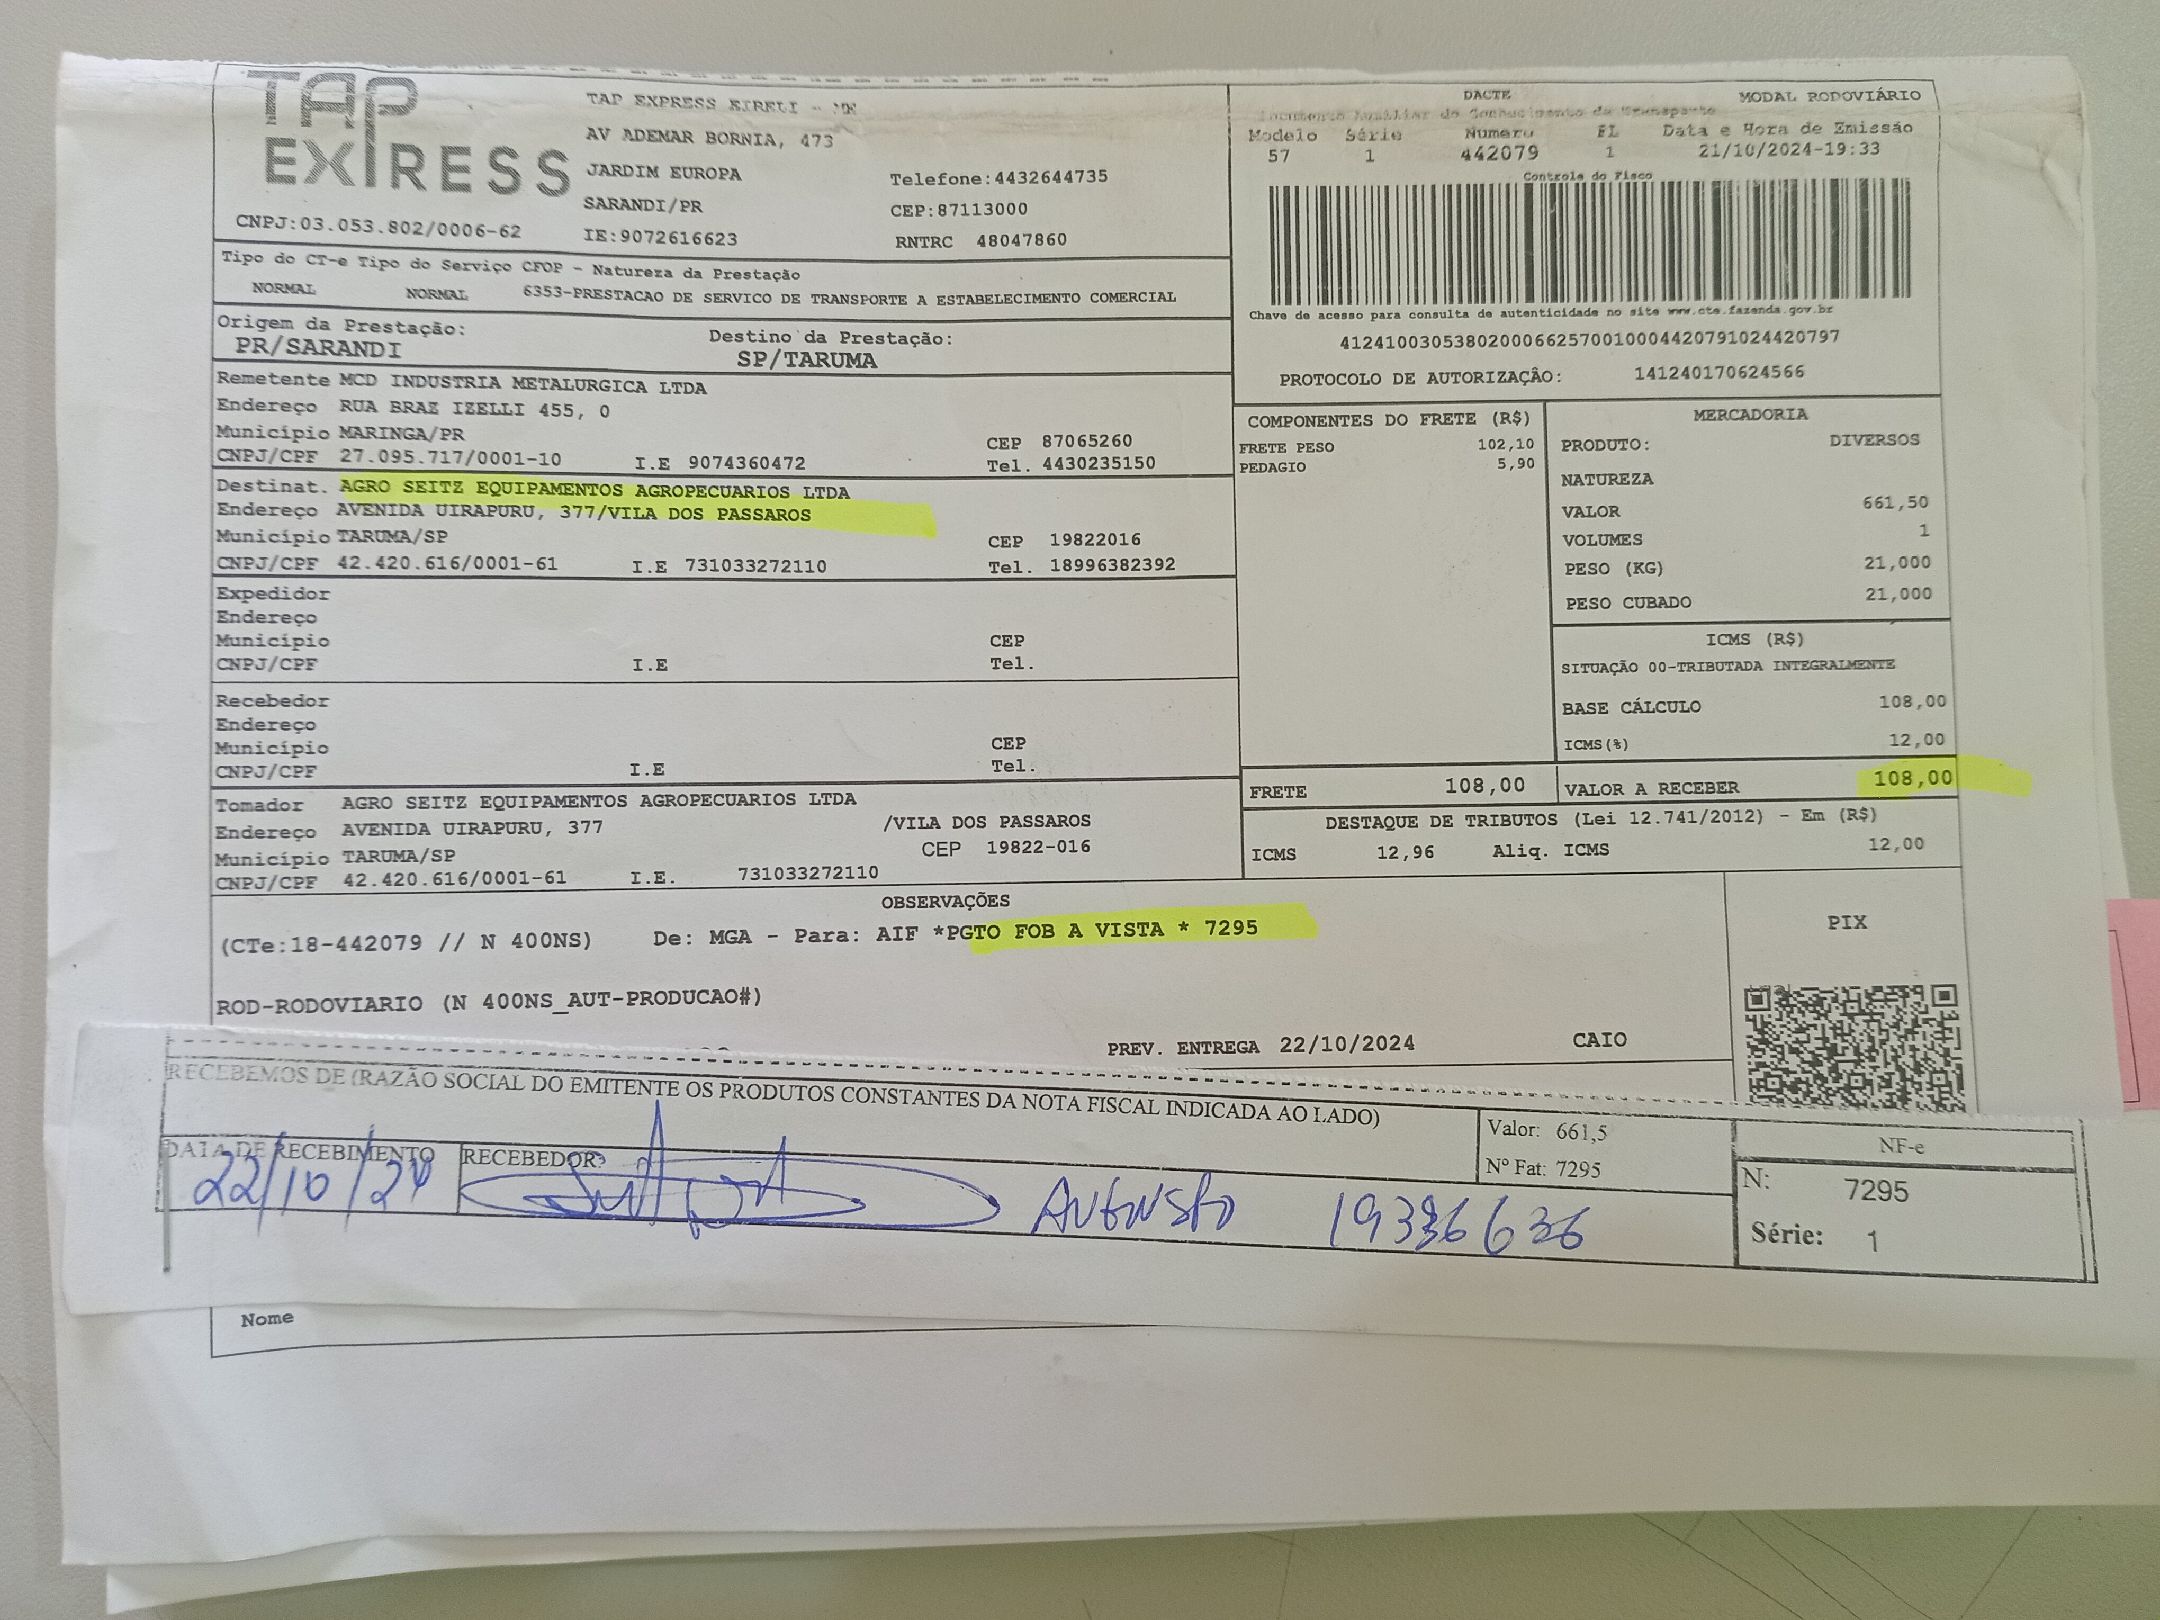 TAP
EXPRESS
CNPJ:03.053.802/0006-62
TAP EXPRESS EIRELI -
AV ADEMAR BORNIA, 473
JARDIM EUROPA
SARANDI/PR
IE:9072616623
Telefone:4432644735
CEP:87113000
RNTRC 48047860
DACTE MODAL RODOVIÁRIO
Documento Auxiliar do Conhecimento de Transporte
Modelo Série Numero FL Data e Hora de Emissão
57 1 442079 1 21/10/2024-19:33
Controle do Fisco
Chave de acesso para consulta de autenticidade no site www.cte.fazenda.gov.br
41241003053802000662570010004420791024420797
PROTOCOLO DE AUTORIZAÇÃO: 141240170624566
Tipo do CT-e Tipo do Serviço CFOP - Natureza da Prestação
NORMAL NORMAL 6353-PRESTACAO DE SERVICO DE TRANSPORTE A ESTABELECIMENTO COMERCIAL
Origem da Prestação: Destino da Prestação:
PR/SARANDI SP/TARUMA
Remetente MCD INDUSTRIA METALURGICA LTDA
Endereço RUA BRAZ IZELLI 455, 0
Município MARINGA/PR CEP 87065260
CNPJ/CPF 27.095.717/0001-10 I.E 9074360472 Tel. 4430235150
Destinat. AGRO SEITZ EQUIPAMENTOS AGROPECUARIOS LTDA
Endereço AVENIDA UIRAPURU, 377/VILA DOS PASSAROS
Município TARUMA/SP CEP 19822016
CNPJ/CPF 42.420.616/0001-61 I.E 731033272110 Tel. 18996382392
Expedidor
Endereço
Município CEP
CNPJ/CPF I.E Tel.
Recebedor
Endereço
Município CEP
CNPJ/CPF I.E Tel.
Tomador AGRO SEITZ EQUIPAMENTOS AGROPECUARIOS LTDA
Endereço AVENIDA UIRAPURU, 377 /VILA DOS PASSAROS
Município TARUMA/SP CEP 19822-016
CNPJ/CPF 42.420.616/0001-61 I.E. 731033272110
COMPONENTES DO FRETE (R$)
FRETE PESO 102,10
PEDAGIO 5,90
MERCADORIA
PRODUTO: DIVERSOS
NATUREZA
VALOR 661,50
VOLUMES 1
PESO (KG) 21,000
PESO CUBADO 21,000
ICMS (R$)
SITUAÇÃO 00-TRIBUTADA INTEGRALMENTE
BASE CÁLCULO 108,00
ICMS(%) 12,00
FRETE 108,00 VALOR A RECEBER 108,00
DESTAQUE DE TRIBUTOS (Lei 12.741/2012) - Em (R$)
ICMS 12,96 Aliq. ICMS 12,00
OBSERVAÇÕES
(CTe:18-442079 // N 400NS) De: MGA - Para: AIF *PGTO FOB A VISTA * 7295
ROD-RODOVIARIO (N 400NS_AUT-PRODUCAO#)
PREV. ENTREGA 22/10/2024 CAIO
PIX
RECEBEMOS DE (RAZÃO SOCIAL DO EMITENTE OS PRODUTOS CONSTANTES DA NOTA FISCAL INDICADA AO LADO)
DATA DE RECEBIMENTO RECEBEDOR:
22/10/24 AUGUSTO 19336636
Valor: 661,5
Nº Fat: 7295
NF-e
N: 7295
Série: 1
Nome